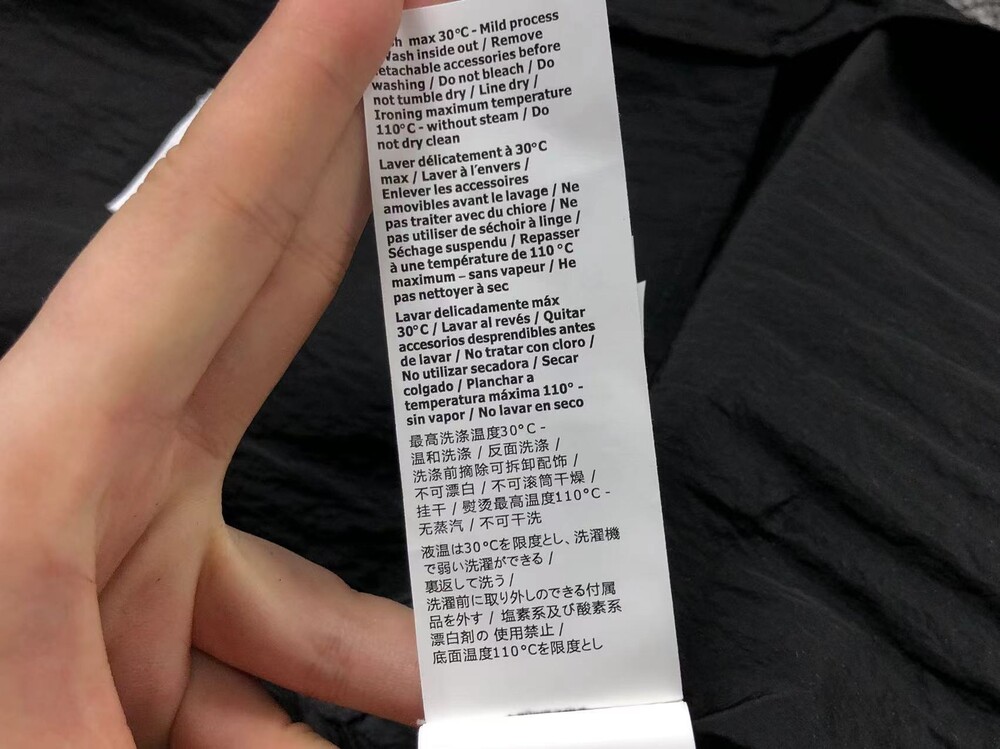 max 30°C - Mild process
Wash inside out / Remove
detachable accessories before
washing / Do not bleach / Do
not tumble dry / Line dry /
Ironing maximum temperature
110°C - without steam / Do
not dry clean
Laver délicatement à 30°C
max / Laver à l'envers /
Enlever les accessoires
amovibles avant le lavage / Ne
pas traiter avec du chlore / Ne
pas utiliser de séchoir à linge /
Séchage suspendu / Repasser
à une température de 110 °C
maximum – sans vapeur / He
pas nettoyer à sec
Lavar delicadamente máx
30°C / Lavar al revés / Quitar
accesorios desprendibles antes
de lavar / No tratar con cloro /
No utilizar secadora / Secar
colgado / Planchar a
temperatura máxima 110° -
sin vapor / No lavar en seco
最高洗涤温度30°C -
温和洗涤 / 反面洗涤 /
洗涤前摘除可拆卸配饰 /
不可漂白 / 不可滚筒干燥 /
挂干 / 熨烫最高温度110°C -
无蒸汽 / 不可干洗
液温は30°Cを限度とし、洗濯機
で弱い洗濯ができる /
裏返して洗う /
洗濯前に取り外しのできる付属
品を外す / 塩素系及び酸素系
漂白剤の 使用禁止 /
底面温度110°Cを限度とし